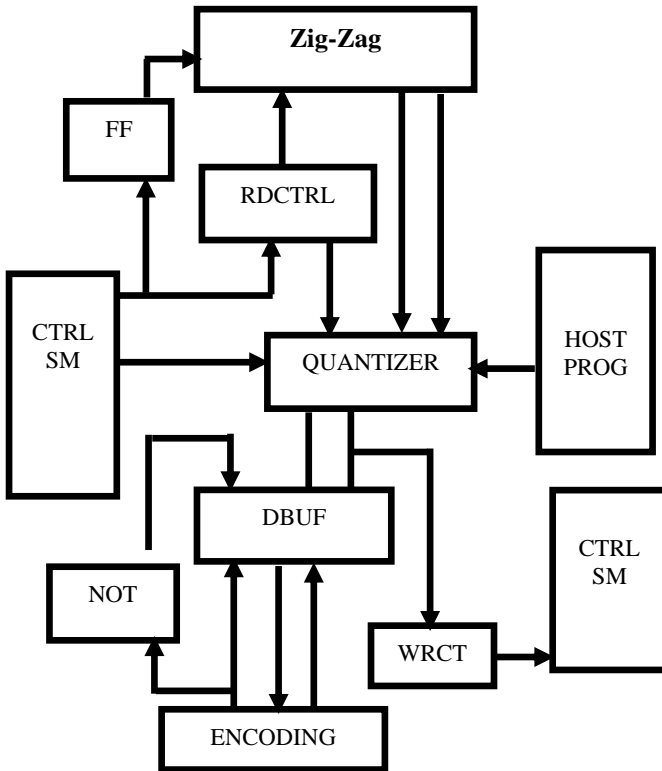 Zig-Zag
FF
RDCTRL
CTRL
SM
QUANTIZER
HOST
PROG
DBUF
CTRL
SM
NOT
WRCT
ENCODING